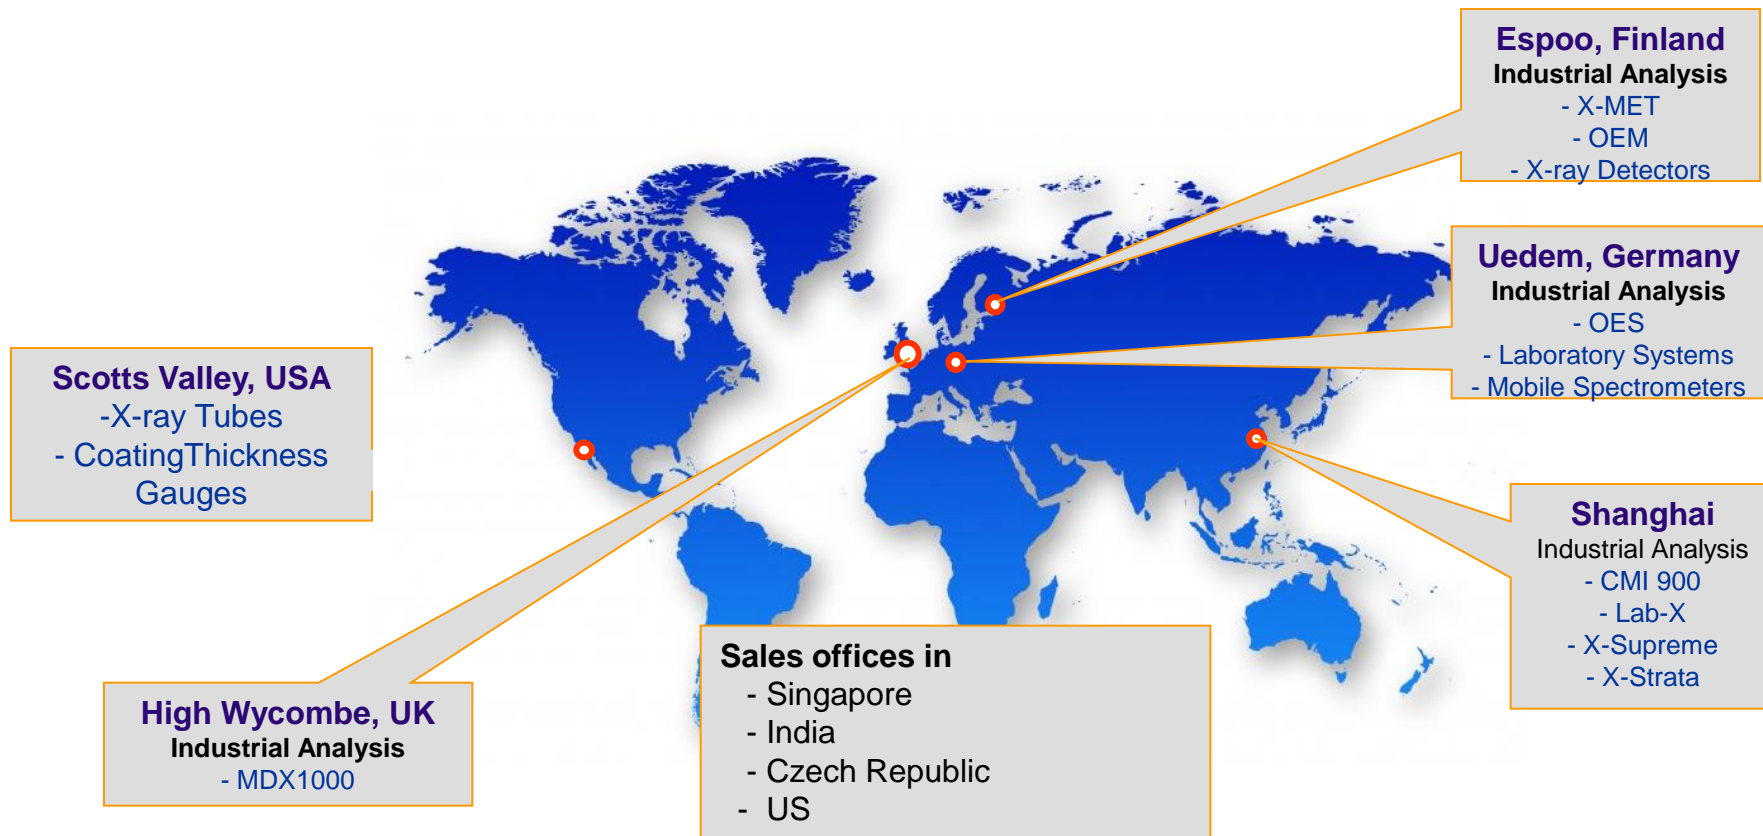 Espoo, Finland
Industrial Analysis
- X-MET
- OEM
- X-ray Detectors
Uedem, Germany
Industrial Analysis
- OES
- Laboratory Systems
- Mobile Spectrometers
Scotts Valley, USA
-X-ray Tubes
- CoatingThickness
Gauges
Shanghai
Industrial Analysis
- CMI 900
- Lab-X
- X-Supreme
- X-Strata
High Wycombe, UK
Industrial Analysis
- MDX1000
Sales offices in
- Singapore
- India
- Czech Republic
- US